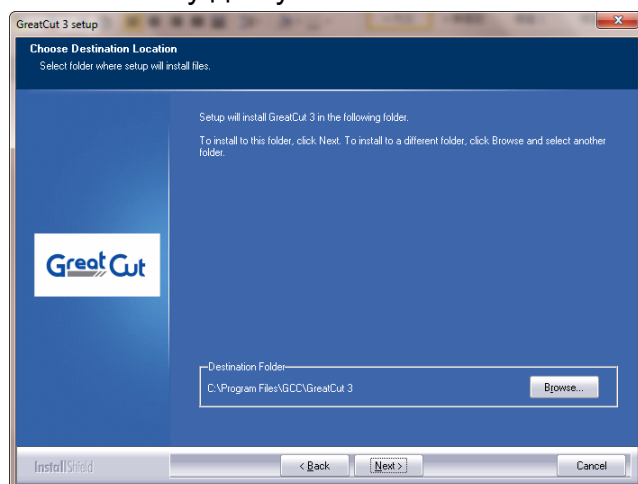 GreatCut 3 setup
Choose Destination Location
Select folder where setup will install files.
Setup will install GreatCut 3 in the following folder.
To install to this folder, click Next. To install to a different folder, click Browse and select another
folder.
Great Cut
Destination Folder
C:\Program Files\GCC\GreatCut 3
Browse...
InstallShield
< Back
Next >
Cancel